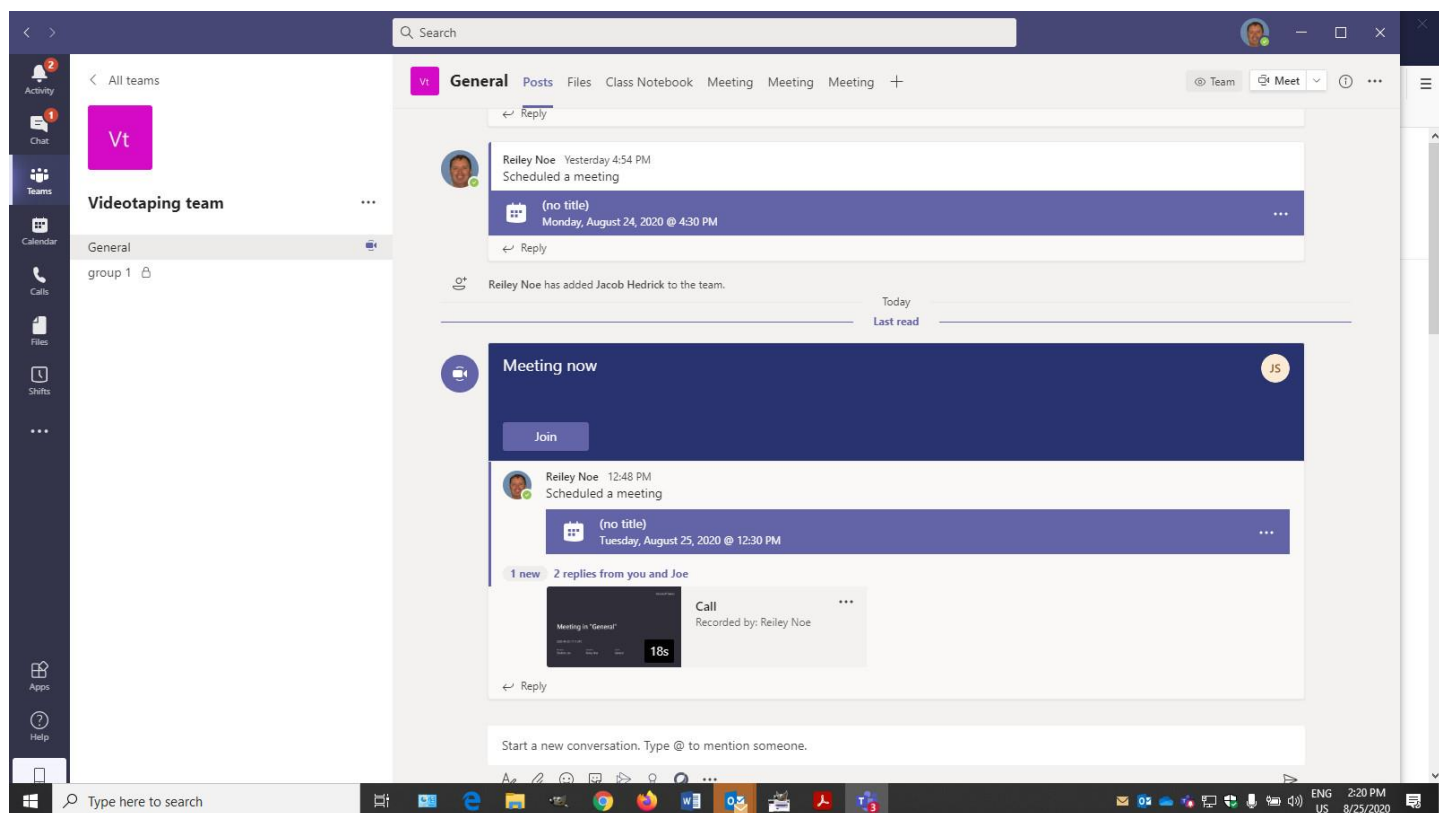 Search
2
Activity
1
Chat
Teams
Calendar
Calls
Files
Shifts
Apps
Help
All teams
Vt
Videotaping team
General
group 1
Vt
General Posts Files Class Notebook Meeting Meeting Meeting
Team
Meet
Reply
Reiley Noe Yesterday 4:54 PM
Scheduled a meeting
(no title)
Monday, August 24, 2020 @ 4:30 PM
Reply
Reiley Noe has added Jacob Hedrick to the team.
Today
Last read
Meeting now
JS
Join
Reiley Noe 12:48 PM
Scheduled a meeting
(no title)
Tuesday, August 25, 2020 @ 12:30 PM
1 new 2 replies from you and Joe
Meeting in "General"
18s
Call
Recorded by: Reiley Noe
Reply
Start a new conversation. Type @ to mention someone.
Type here to search
3
ENG 2:20 PM
US 8/25/2020